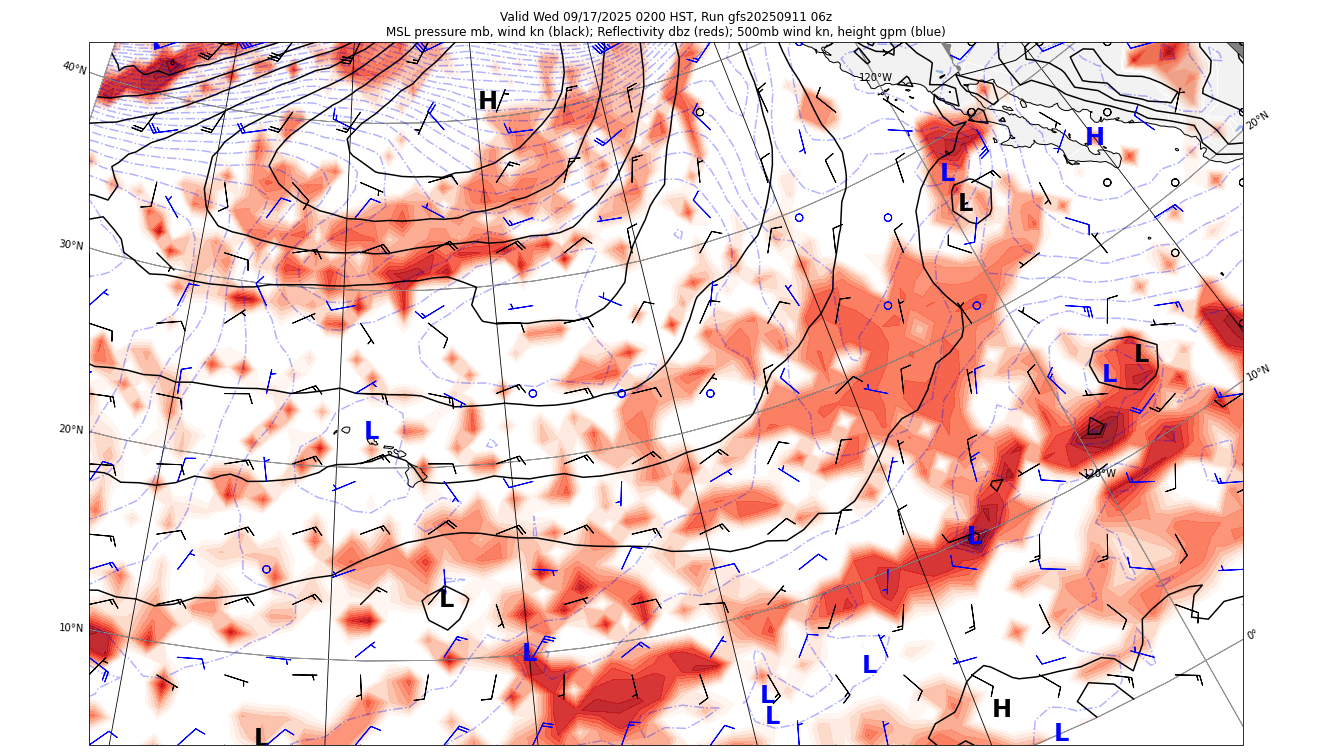 Valid Wed 09/17/2025 0200 HST, Run gfs20250911 06z
MSL pressure mb, wind kn (black); Reflectivity dbz (reds); 500mb wind kn, height gpm (blue)
40°N
120°W
H
20°N
H
L
L
30°N
L
L
10°N
20°N
L
120°W
L
L
10°N
0°
L
L
L
L
H
L
L